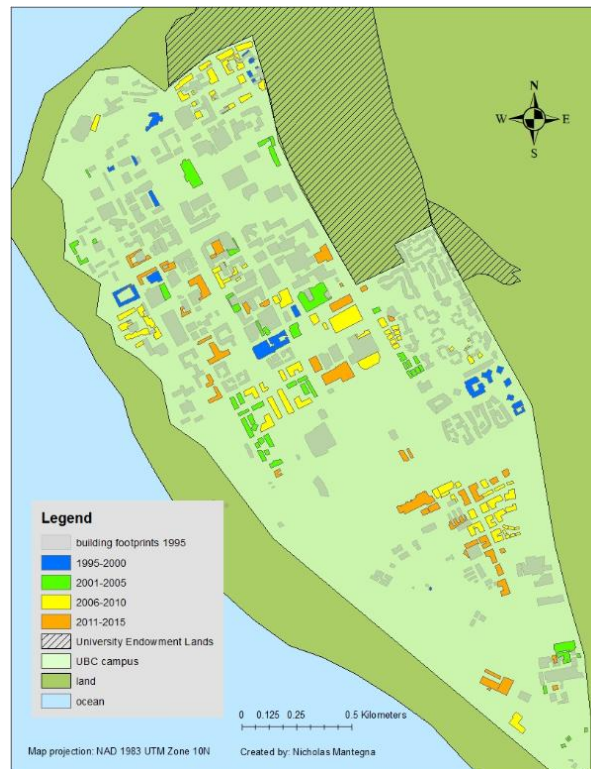 N
W E
S
Legend
building footprints 1995
1995-2000
2001-2005
2006-2010
2011-2015
University Endowment Lands
UBC campus
land
ocean
0 0.125 0.25 0.5 Kilometers
Map projection: NAD 1983 UTM Zone 10N Created by: Nicholas Mantegna